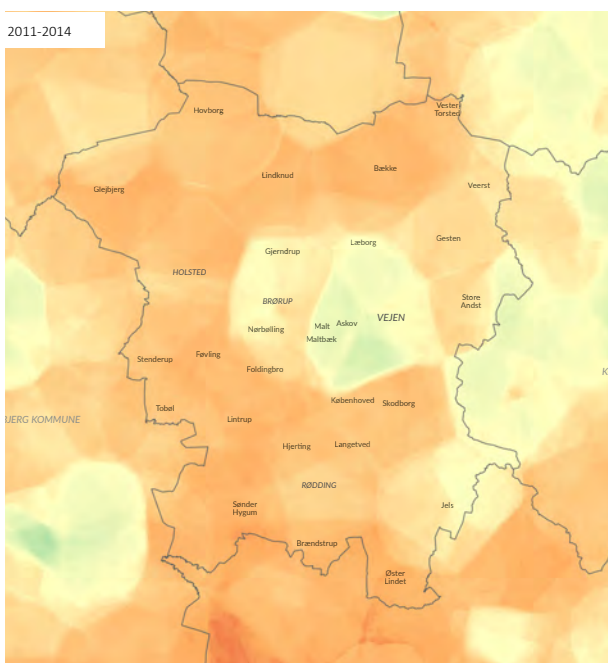 2011-2014
Vester
Torsted
Hovborg
Bække
Lindknud
Veerst
Glejbjerg
Gesten
Læborg
Gjerndrup
HOLSTED
Store
Andst
BRØRUP
VEJEN
Askov
Malt
Nørbølling
Maltbæk
Føvling
Stenderup
Foldingbro
K
Københoved
Skodborg
Tobøl
Lintrup
BJERG KOMMUNE
Langetved
Hjerting
RØDDING
Sønder
Hygum
Jels
Brændstrup
Øster
Lindet